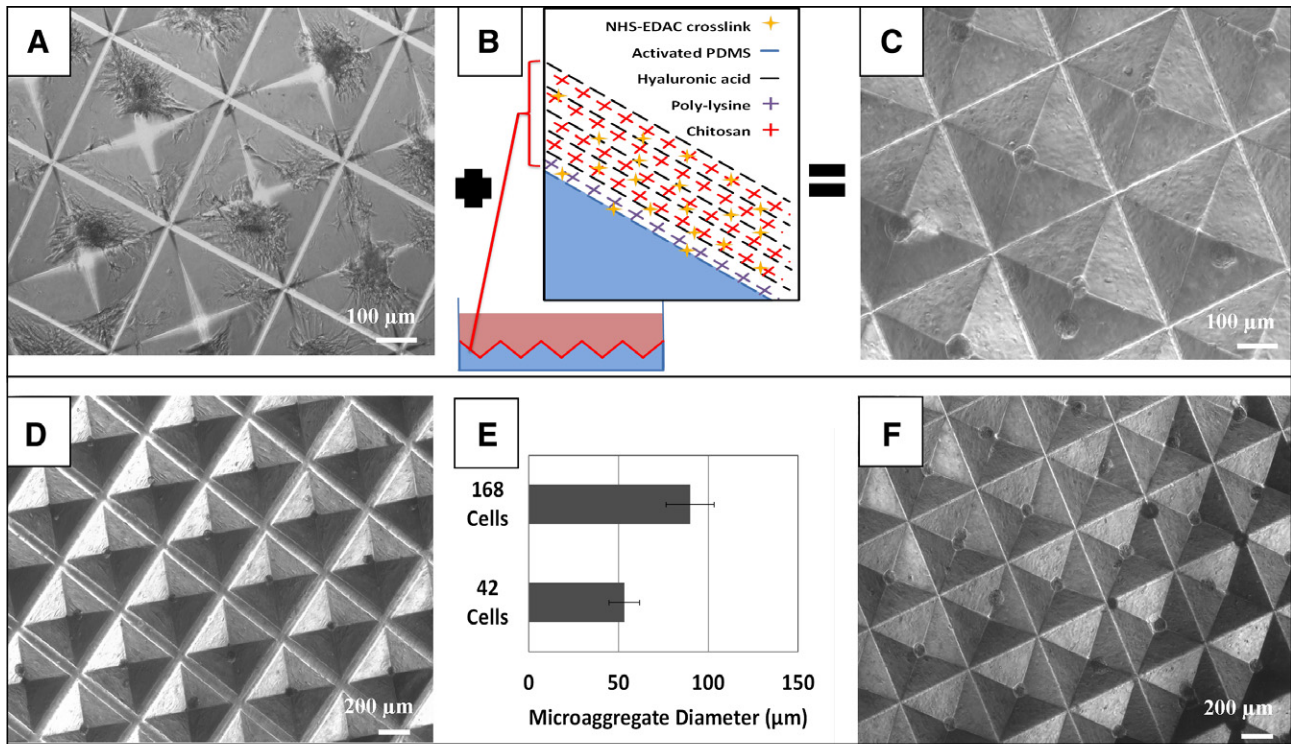 A
100 µm
B
NHS-EDAC crosslink
Activated PDMS
Hyaluronic acid
Poly-lysine
Chitosan
C
100 µm
D
200 µm
E
168
Cells
42
Cells
0 50 100 150
Microaggregate Diameter (µm)
F
200 µm